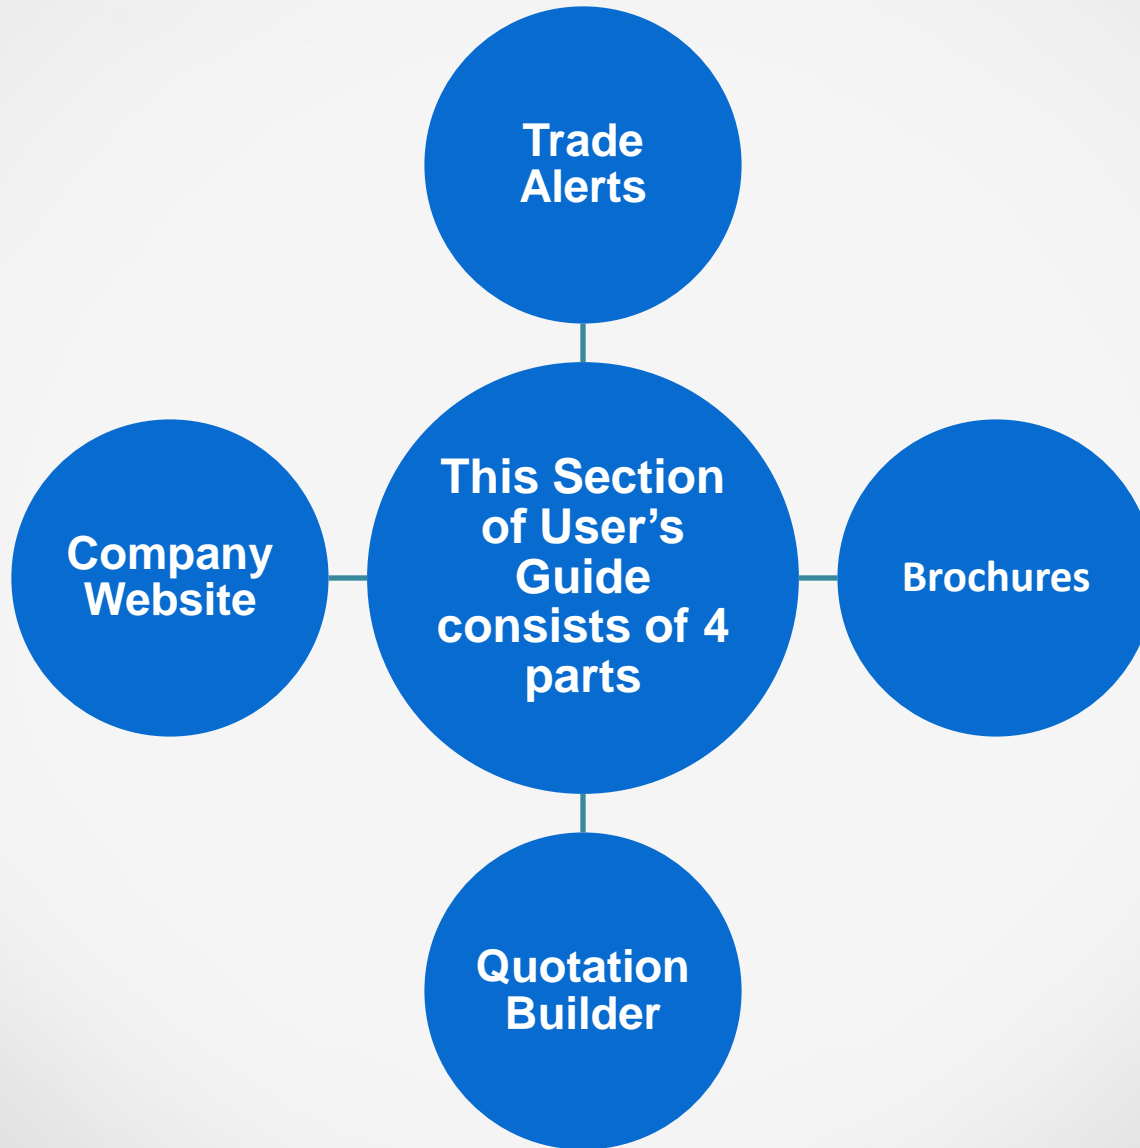 Trade
Alerts
This Section
of User’s
Guide
consists of 4
parts
Company
Website
Brochures
Quotation
Builder